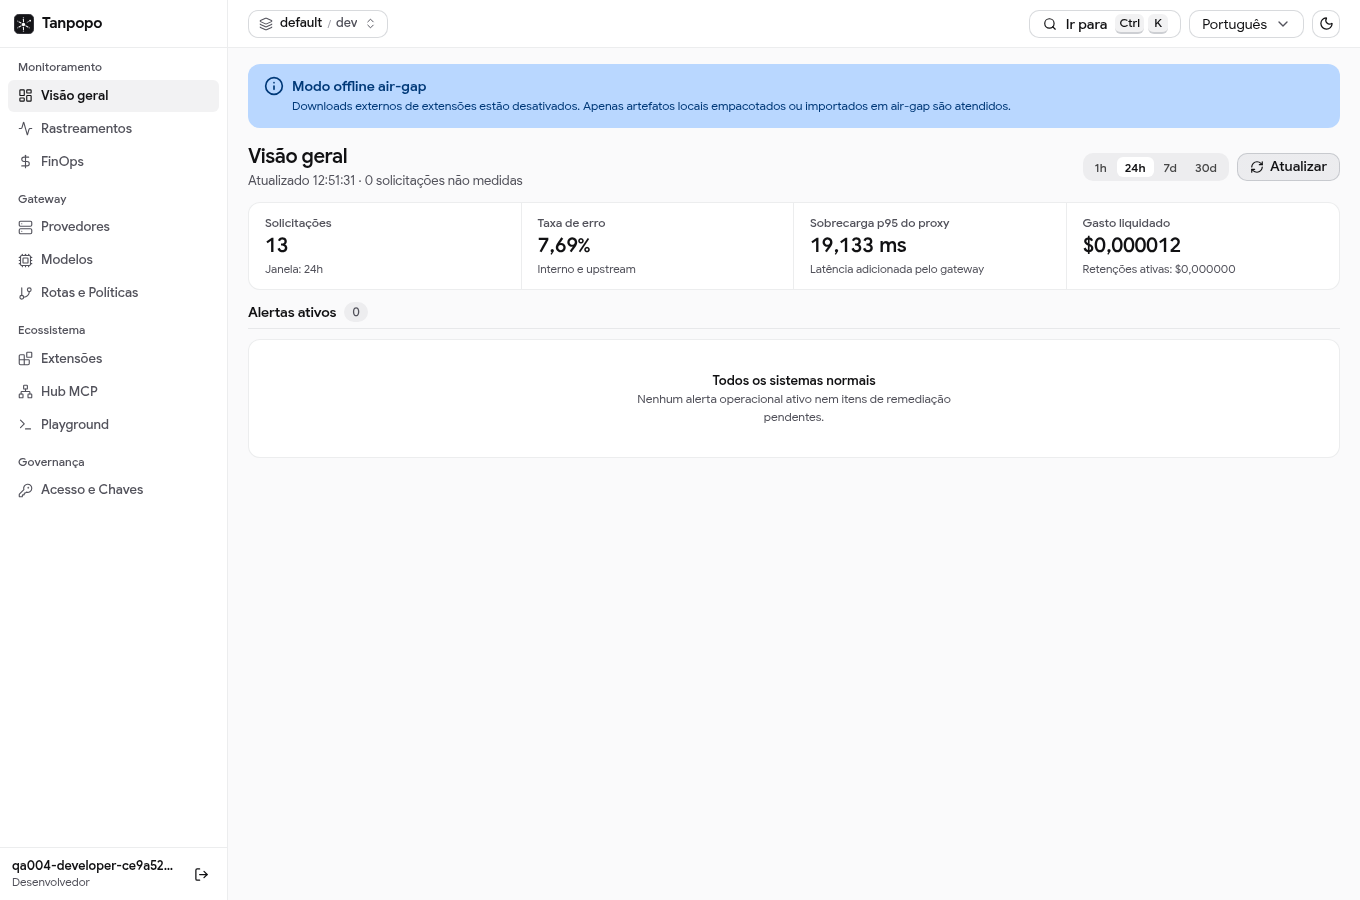 Tanpopo
default / dev
Ir para Ctrl K
Português
Monitoramento
Visão geral
Rastreamentos
FinOps
Gateway
Provedores
Modelos
Rotas e Políticas
Ecossistema
Extensões
Hub MCP
Playground
Governança
Acesso e Chaves
qa004-developer-ce9a52...
Desenvolvedor
Modo offline air-gap
Downloads externos de extensões estão desativados. Apenas artefatos locais empacotados ou importados em air-gap são atendidos.
Visão geral
Atualizado 12:51:31 · 0 solicitações não medidas
1h 24h 7d 30d
Atualizar
Solicitações
13
Janela: 24h
Taxa de erro
7,69%
Interno e upstream
Sobrecarga p95 do proxy
19,133 ms
Latência adicionada pelo gateway
Gasto liquidado
$0,000012
Retenções ativas: $0,000000
Alertas ativos 0
Todos os sistemas normais
Nenhum alerta operacional ativo nem itens de remediação
pendentes.